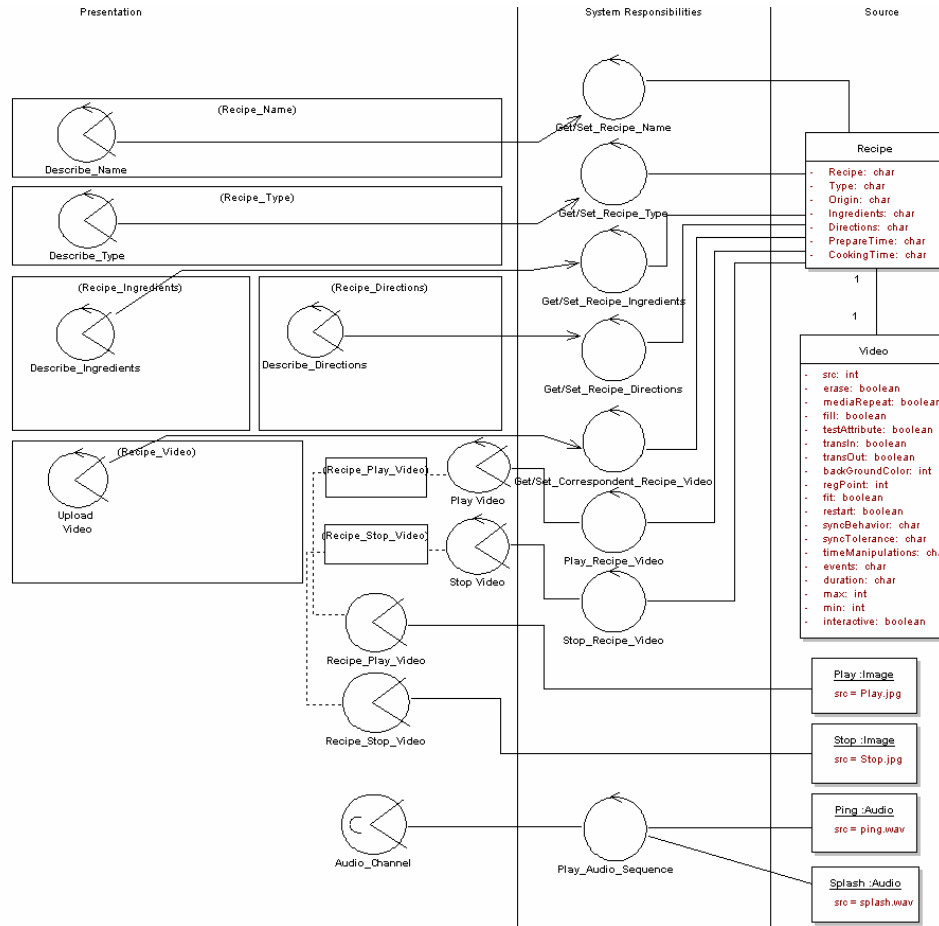 Presentation
System Responsibilities
Source
(Recipe_Name)
Describe_Name
Get/Set_Recipe_Name
(Recipe_Type)
Describe_Type
Get/Set_Recipe_Type
(Recipe_Ingredients)
Describe_Ingredients
(Recipe_Directions)
Describe_Directions
Get/Set_Recipe_Ingredients
Get/Set_Recipe_Directions
(Recipe_Video)
Upload
Video
(Recipe_Play_Video)
Play Video
Get/Set_Correspondent_Recipe_Video
(Recipe_Stop_Video)
Stop Video
Play_Recipe_Video
Stop_Recipe_Video
Recipe_Play_Video
Recipe_Stop_Video
Audio_Channel
Play_Audio_Sequence
Recipe
- Recipe: char
- Type: char
- Origin: char
- Ingredients: char
- Directions: char
- PrepareTime: char
- CookingTime: char
1
1
Video
- src: int
- erase: boolean
- mediaRepeat: boolean
- fill: boolean
- testAttribute: boolean
- transIn: boolean
- transOut: boolean
- backGroundColor: int
- regPoint: int
- fit: boolean
- restart: boolean
- syncBehavior: char
- syncTolerance: char
- timeManipulations: cha
- events: char
- duration: char
- max: int
- min: int
- interactive: boolean
Play :Image
src = Play.jpg
Stop :Image
src = Stop.jpg
Ping :Audio
src = ping.wav
Splash :Audio
src = splash.wav